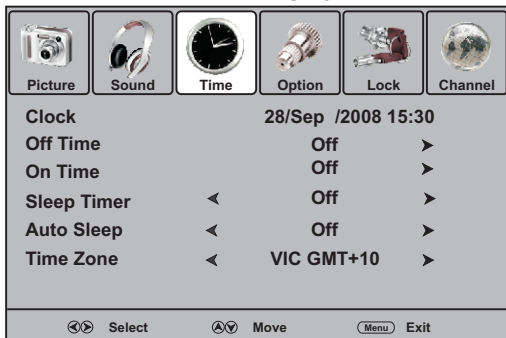 Picture Sound Time Option Lock Channel
Clock 28/Sep /2008 15:30
Off Time Off
On Time Off
Sleep Timer Off
Auto Sleep Off
Time Zone VIC GMT+10
Select Move Menu Exit